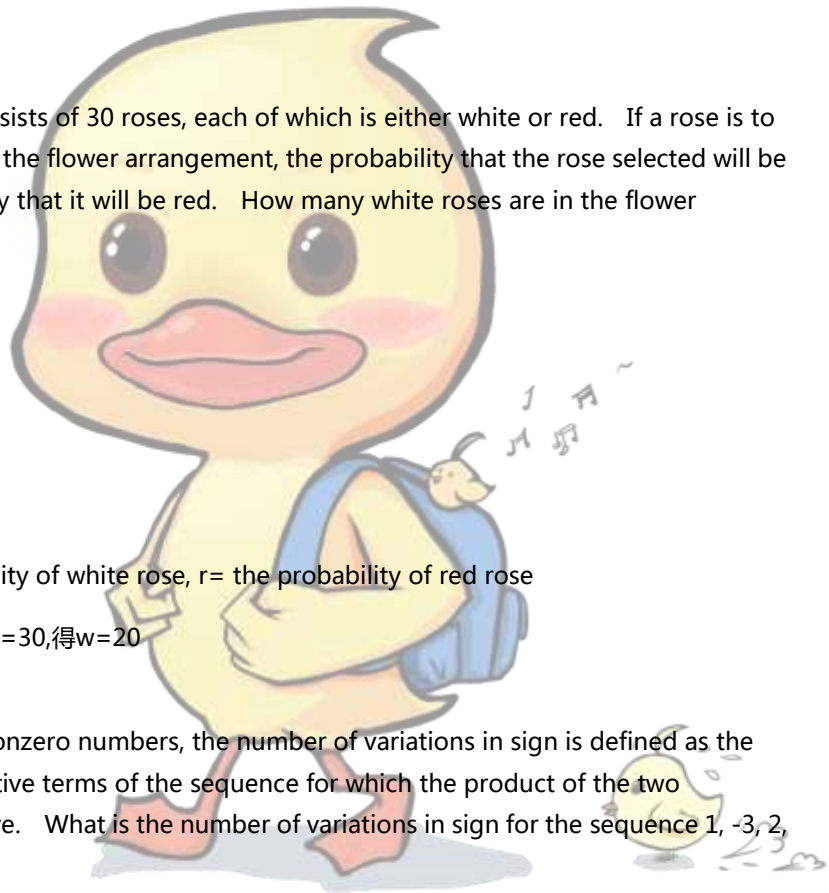 sists of 30 roses, each of which is either white or red. If a rose is to
the flower arrangement, the probability that the rose selected will be
y that it will be red. How many white roses are in the flower
ity of white rose, r= the probability of red rose
=30,得w=20
onzero numbers, the number of variations in sign is defined as the
tive terms of the sequence for which the product of the two
e. What is the number of variations in sign for the sequence 1, -3, 2,